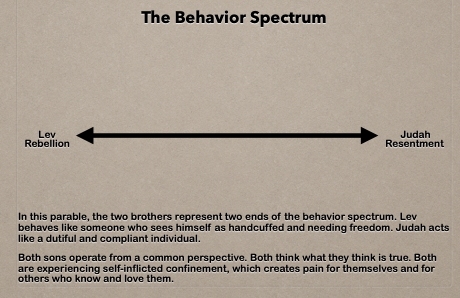 The Behavior Spectrum
Lev
Rebellion
Judah
Resentment
In this parable, the two brothers represent two ends of the behavior spectrum. Lev
behaves like someone who sees himself as handcuffed and needing freedom. Judah acts
like a dutiful and compliant individual.
Both sons operate from a common perspective. Both think what they think is true. Both
are experiencing self-inflicted confinement, which creates pain for themselves and for
others who know and love them.